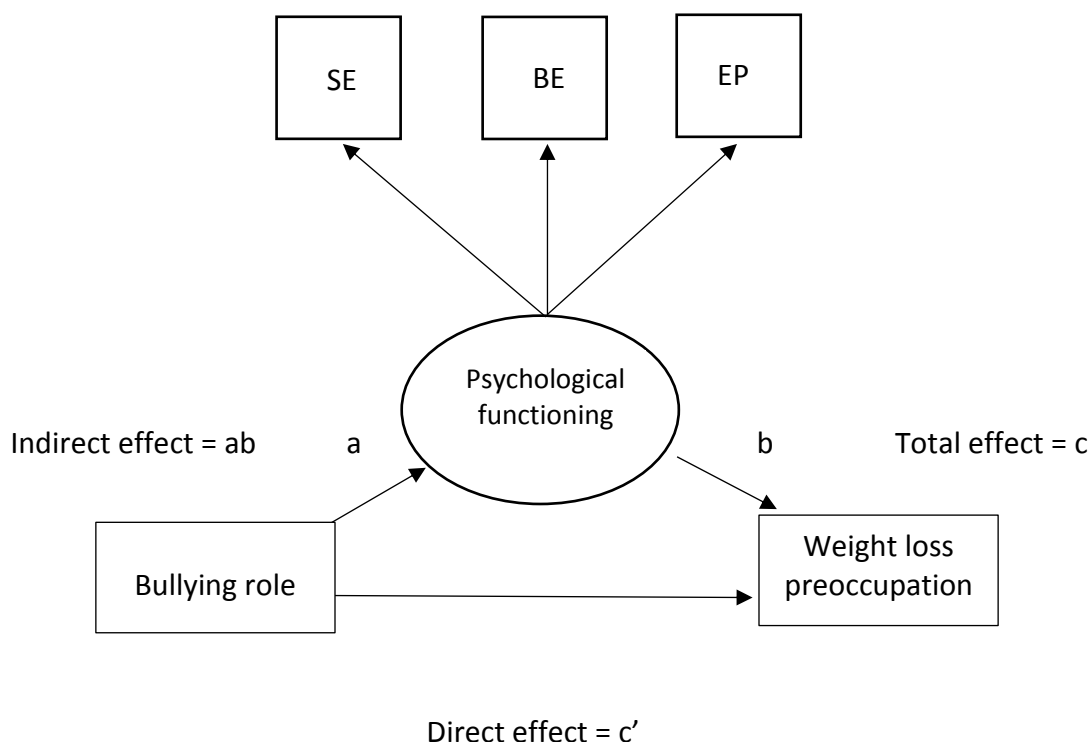 SE
BE
EP
Psychological
functioning
Indirect effect = ab
a
b
Total effect = c
Bullying role
Weight loss
preoccupation
Direct effect = c’